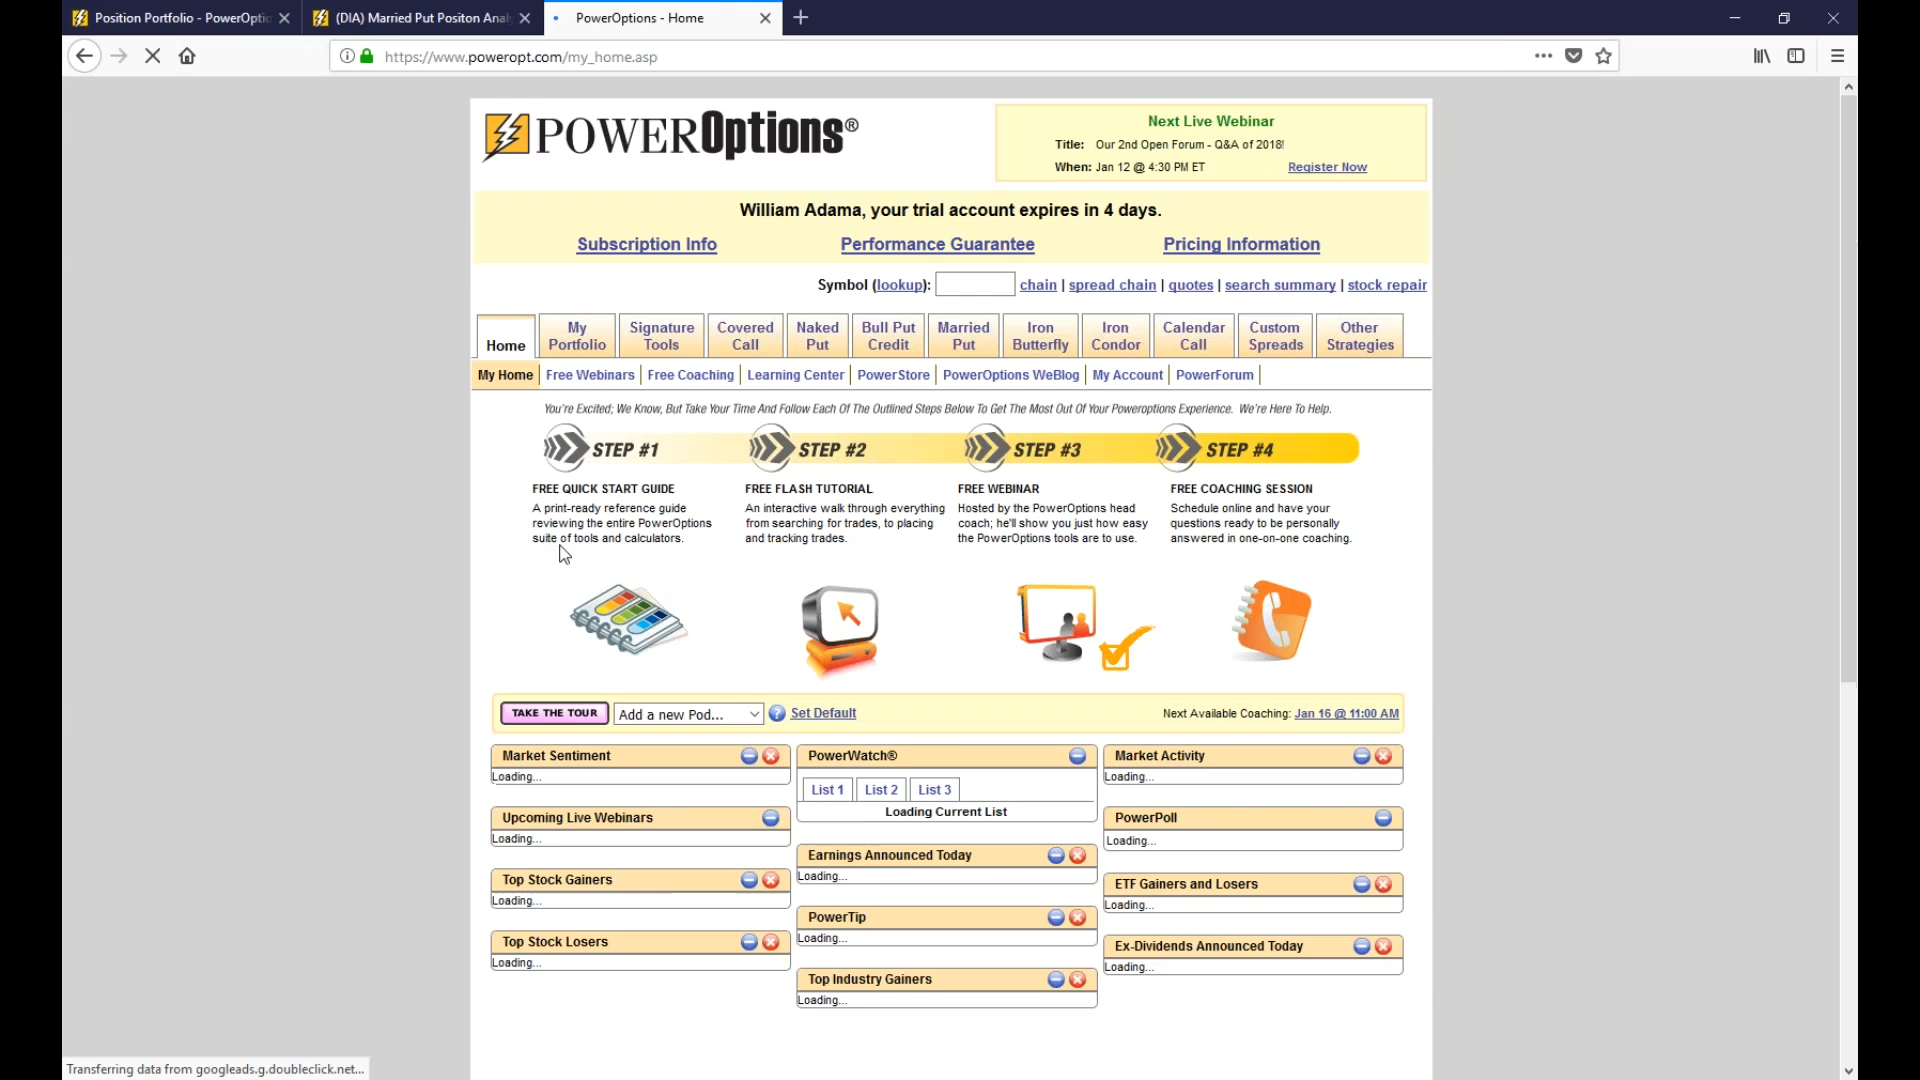 Position Portfolio - PowerOptio
(DIA) Married Put Positon Anal
PowerOptions - Home
https://www.poweropt.com/my_home.asp
POWEROptions®
Next Live Webinar
Title: Our 2nd Open Forum - Q&A of 2018!
When: Jan 12 @ 4:30 PM ET Register Now
William Adama, your trial account expires in 4 days.
Subscription Info Performance Guarantee Pricing Information
Symbol (lookup): chain | spread chain | quotes | search summary | stock repair
Home My Portfolio Signature Tools Covered Call Naked Put Bull Put Credit Married Put Iron Butterfly Iron Condor Calendar Call Custom Spreads Other Strategies
My Home Free Webinars Free Coaching Learning Center PowerStore PowerOptions WeBlog My Account PowerForum
You're Excited; We Know, But Take Your Time And Follow Each Of The Outlined Steps Below To Get The Most Out Of Your Poweroptions Experience. We're Here To Help.
STEP #1 STEP #2 STEP #3 STEP #4
FREE QUICK START GUIDE
A print-ready reference guide
reviewing the entire PowerOptions
suite of tools and calculators.
FREE FLASH TUTORIAL
An interactive walk through everything
from searching for trades, to placing
and tracking trades.
FREE WEBINAR
Hosted by the PowerOptions head
coach; he'll show you just how easy
the PowerOptions tools are to use.
FREE COACHING SESSION
Schedule online and have your
questions ready to be personally
answered in one-on-one coaching.
TAKE THE TOUR Add a new Pod... ? Set Default Next Available Coaching: Jan 16 @ 11:00 AM
Market Sentiment
Loading...
Upcoming Live Webinars
Loading...
Top Stock Gainers
Loading...
Top Stock Losers
Loading...
PowerWatch®
List 1 List 2 List 3
Loading Current List
Earnings Announced Today
Loading...
PowerTip
Loading...
Top Industry Gainers
Loading...
Market Activity
Loading...
PowerPoll
Loading...
ETF Gainers and Losers
Loading...
Ex-Dividends Announced Today
Loading...
Transferring data from googleads.g.doubleclick.net...